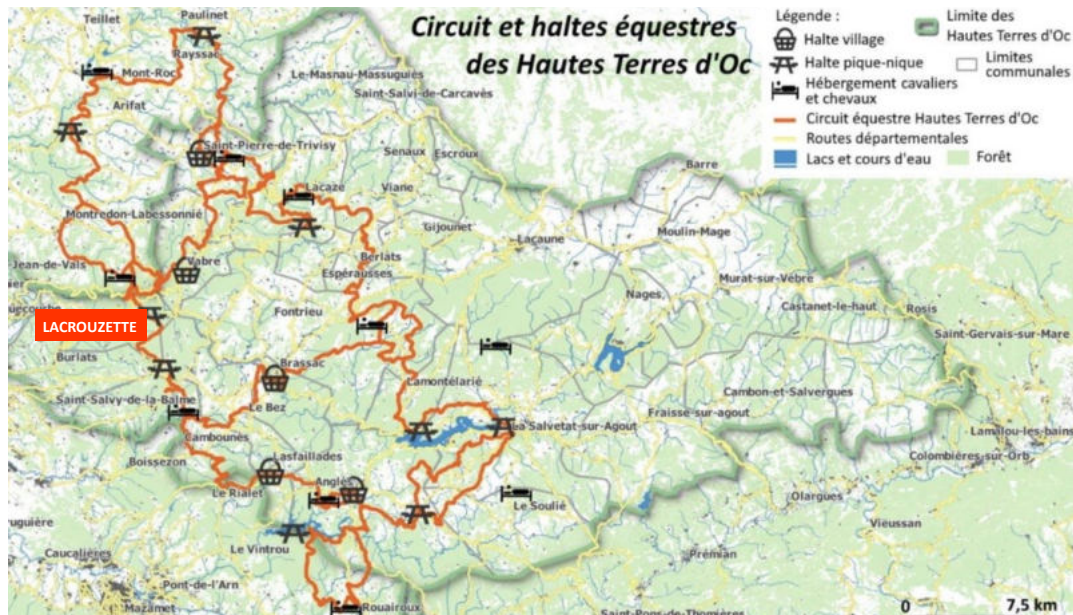 Circuit et haltes équestres
des Hautes Terres d'Oc
Légende :
Halte village
Halte pique-nique
Hébergement cavaliers
et chevaux
Circuit équestre Hautes Terres d'Oc
Routes départementales
Lacs et cours d'eau
Forêt
Limite des
Hautes Terres d'Oc
Limites
communales
Teillet
Paulinet
Rayssac
Mont-Roc
Arifat
Le-Masnau-Massuguiès
Saint-Salvi-de-Carcavès
Saint-Pierre-de-Trivisy
Senaux
Escroux
Barre
Lacaze
Viane
Montredon-Labessonnié
Gijounet
Lacaune
Moulin-Mage
Jean-de-Vals
Vabre
Berlats
Espérausses
Murat-sur-Vèbre
Nages
Castanet-le-haut
Rosis
Fontrieu
LACROUZETTE
Saint-Gervais-sur-Mare
Burlats
Brassac
Lamontélarié
Cambon-et-Salvergues
Saint-Salvy-de-la-Balme
Le Bez
Fraisse-sur-agout
La Salvetat-sur-Agout
Lamalou-les-bains
Cambounès
Colombières-sur-Orb
Boissezon
Lasfaillades
Le Rialet
Anglès
Le Soulié
Olargues
Vieussan
Le Vintrou
Caucalières
Prémian
Pont-de-l'Arn
Rouairoux
Mazamet
Saint-Pons-de-Thomières
0 7,5 km